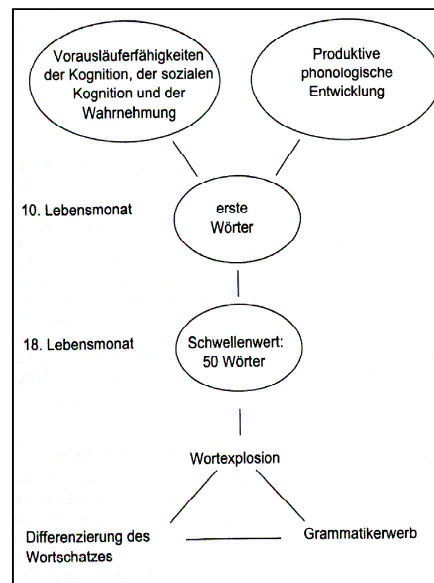 Vorausläuferfähigkeiten
der Kognition, der sozialen
Kognition und der
Wahrnehmung
Produktive
phonologische
Entwicklung
10. Lebensmonat
erste
Wörter
18. Lebensmonat
Schwellenwert:
50 Wörter
Wortexplosion
Differenzierung des
Wortschatzes
Grammatikerwerb